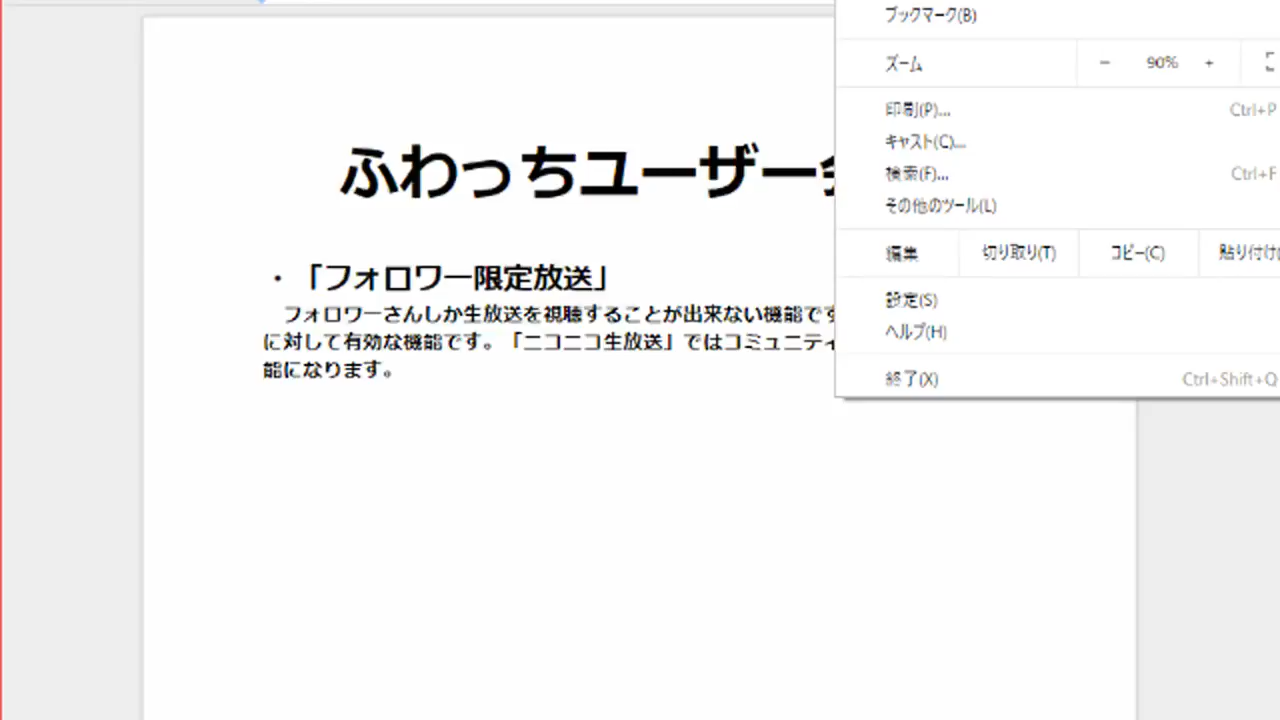 ふわっちユーザー
・「フォロワー限定放送」
フォロワーさんしか生放送を視聴することが出来ない機能です
に対して有効な機能です。「ニコニコ生放送」ではコミュニティ
能になります。
ブックマーク(B)
ズーム － 90% +
印刷(P)... Ctrl+P
キャスト(C)...
検索(F)... Ctrl+F
その他のツール(L)
編集 切り取り(T) コピー(C) 貼り付け(
設定(S)
ヘルプ(H)
終了(X) Ctrl+Shift+Q